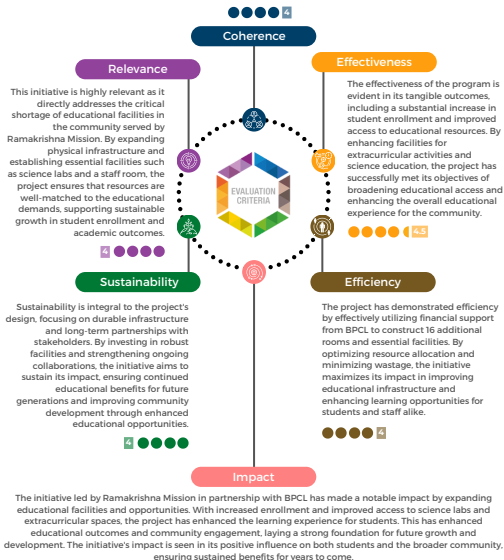 4
Coherence
Relevance
This initiative is highly relevant as it
directly addresses the critical
shortage of educational facilities in
the community served by
Ramakrishna Mission. By expanding
physical infrastructure and
establishing essential facilities such
as science labs and a staff room, the
project ensures that resources are
well-matched to the educational
demands, supporting sustainable
growth in student enrollment and
academic outcomes.
4
Effectiveness
The effectiveness of the program is
evident in its tangible outcomes,
including a substantial increase in
student enrollment and improved
access to educational resources. By
enhancing facilities for
extracurricular activities and
science education, the project has
successfully met its objectives of
broadening educational access and
enhancing the overall educational
experience for the community.
4.5
EVALUATION
CRITERIA
Sustainability
Sustainability is integral to the project's
design, focusing on durable infrastructure
and long-term partnerships with
stakeholders. By investing in robust
facilities and strengthening ongoing
collaborations, the initiative aims to
sustain its impact, ensuring continued
educational benefits for future
generations and improving community
development through enhanced
educational opportunities.
4
Efficiency
The project has demonstrated efficiency
by effectively utilizing financial support
from BPCL to construct 16 additional
rooms and essential facilities. By
optimizing resource allocation and
minimizing wastage, the initiative
maximizes its impact in improving
educational infrastructure and
enhancing learning opportunities for
students and staff alike.
4
Impact
The initiative led by Ramakrishna Mission in partnership with BPCL has made a notable impact by expanding
educational facilities and opportunities. With increased enrollment and improved access to science labs and
extracurricular spaces, the project has enhanced the learning experience for students. This has enhanced
educational outcomes and community engagement, laying a strong foundation for future growth and
development. The initiative's impact is seen in its positive influence on both students and the broader community,
ensuring sustained benefits for years to come.